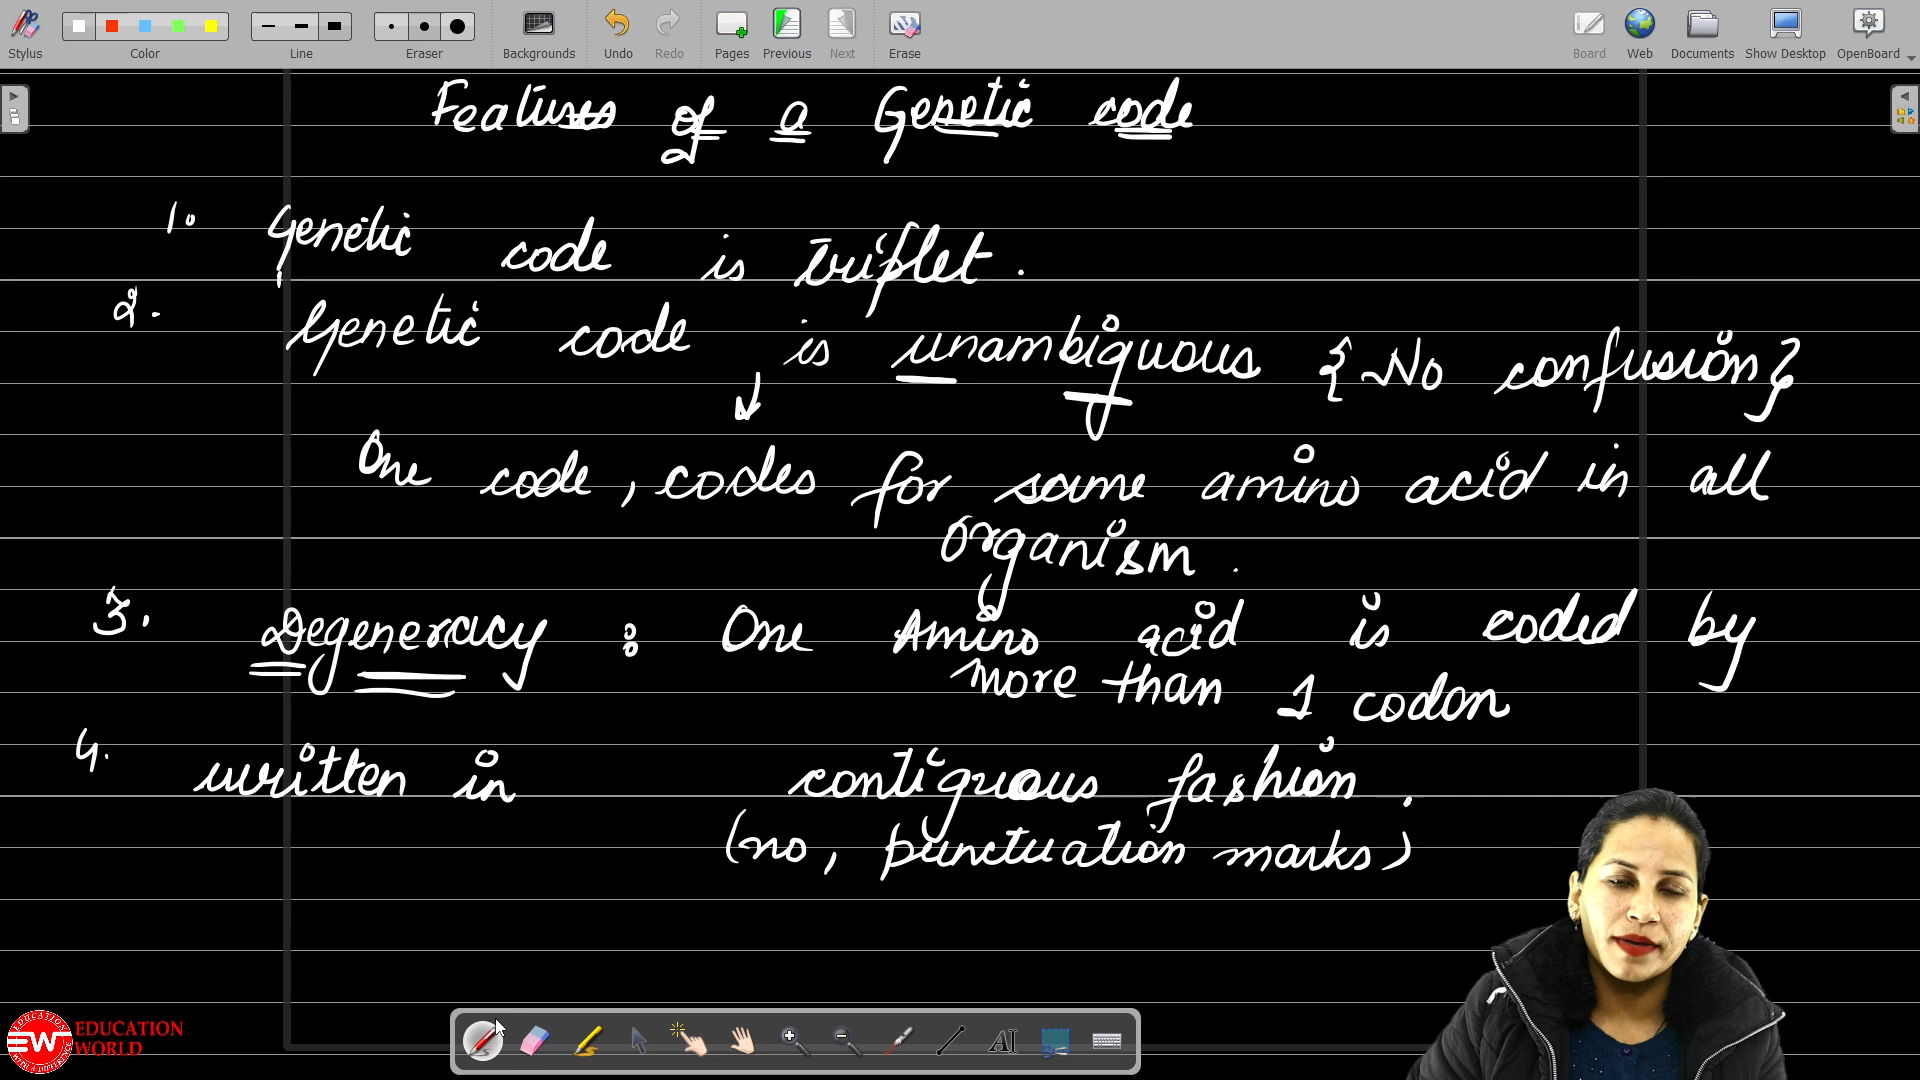 Stylus Color Line Eraser Backgrounds Undo Redo Pages Previous Next Erase Board Web Documents Show Desktop OpenBoard
Features of a Genetic code
1. Genetic code is triplet.
2. Genetic code is unambiguous {No confusion}
One code, codes for same amino acid in all
organism.
3. Degeneracy : One Amino acid is coded by
more than 1 codon
4. written in contiguous fashion.
(no, punctuation marks)
EDUCATION
WORLD
EW